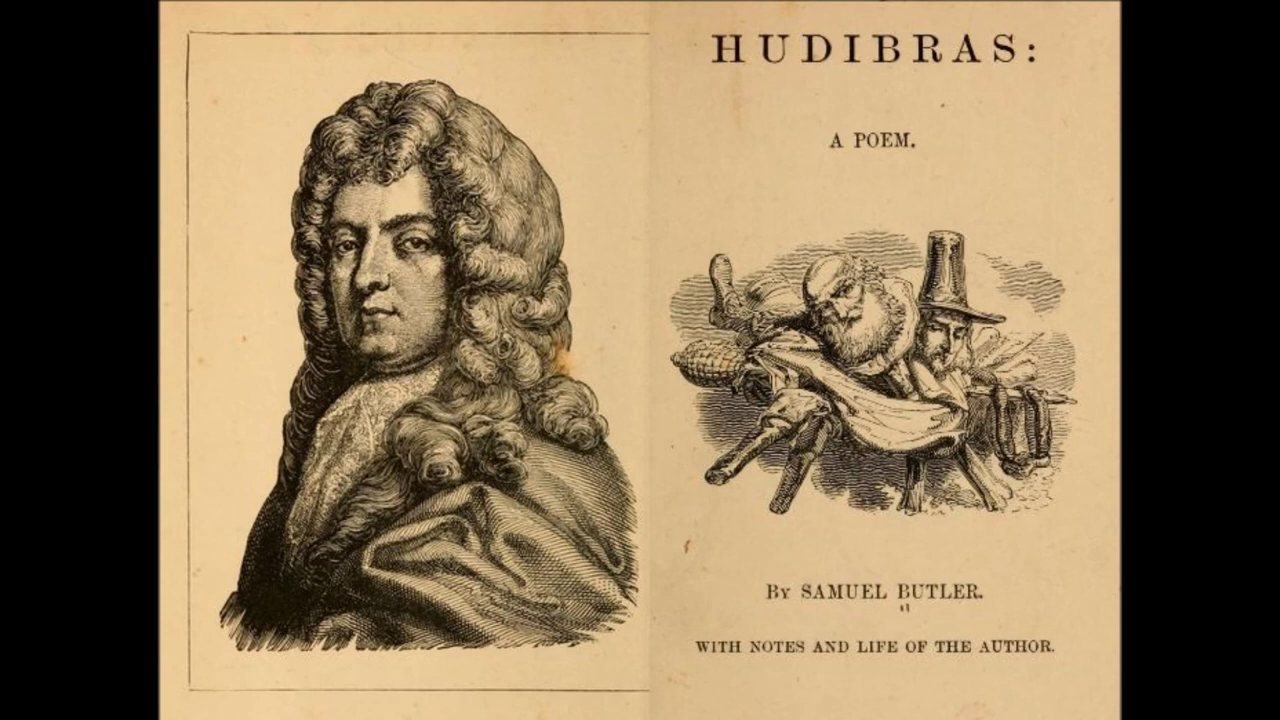 HUDIBRAS:
A POEM.
BY SAMUEL BUTLER.
WITH NOTES AND LIFE OF THE AUTHOR.